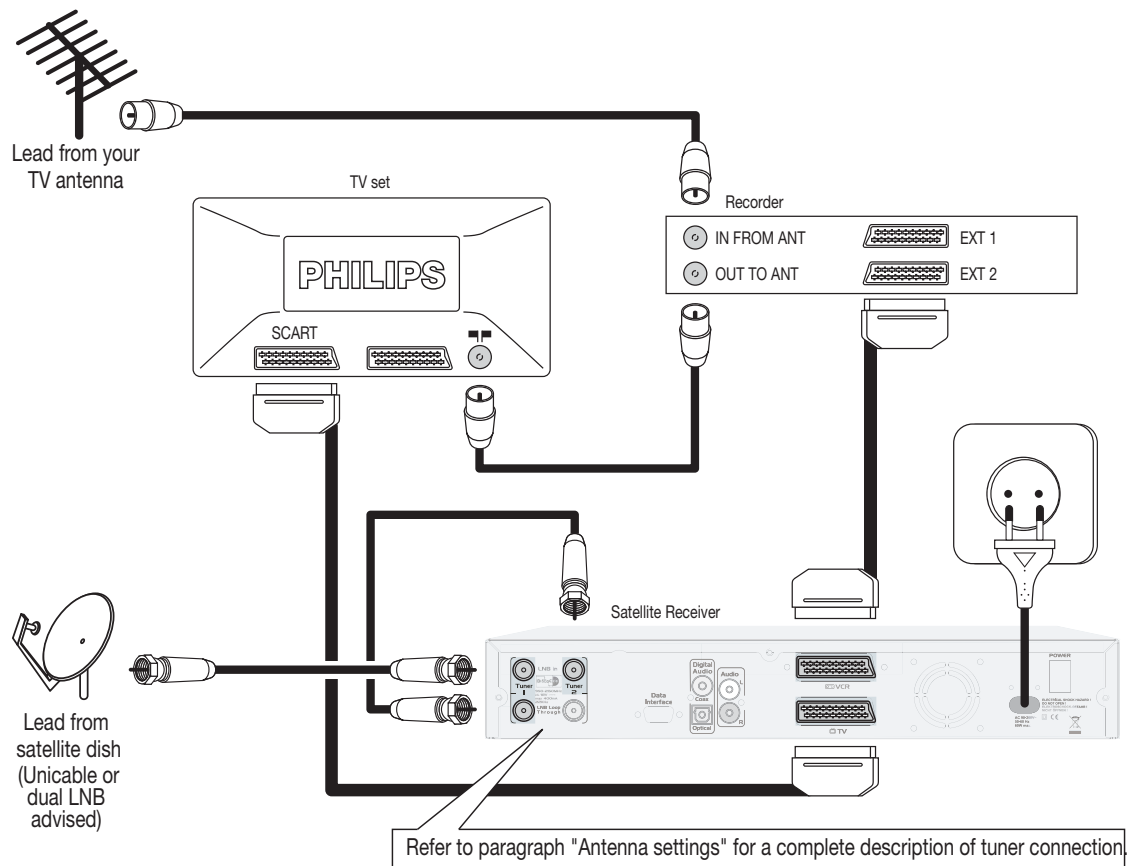 Lead from your
TV antenna
TV set
PHILIPS
SCART
Recorder
IN FROM ANT
EXT 1
OUT TO ANT
EXT 2
Satellite Receiver
Lead from
satellite dish
(Unicable or
dual LNB
advised)
LNB in
Tuner
1
Tuner
2
LNB Loop
Through
Data
Interface
Digital
Audio
Coax
Optical
Audio
L
R
VCR
TV
POWER
Refer to paragraph "Antenna settings" for a complete description of tuner connection.